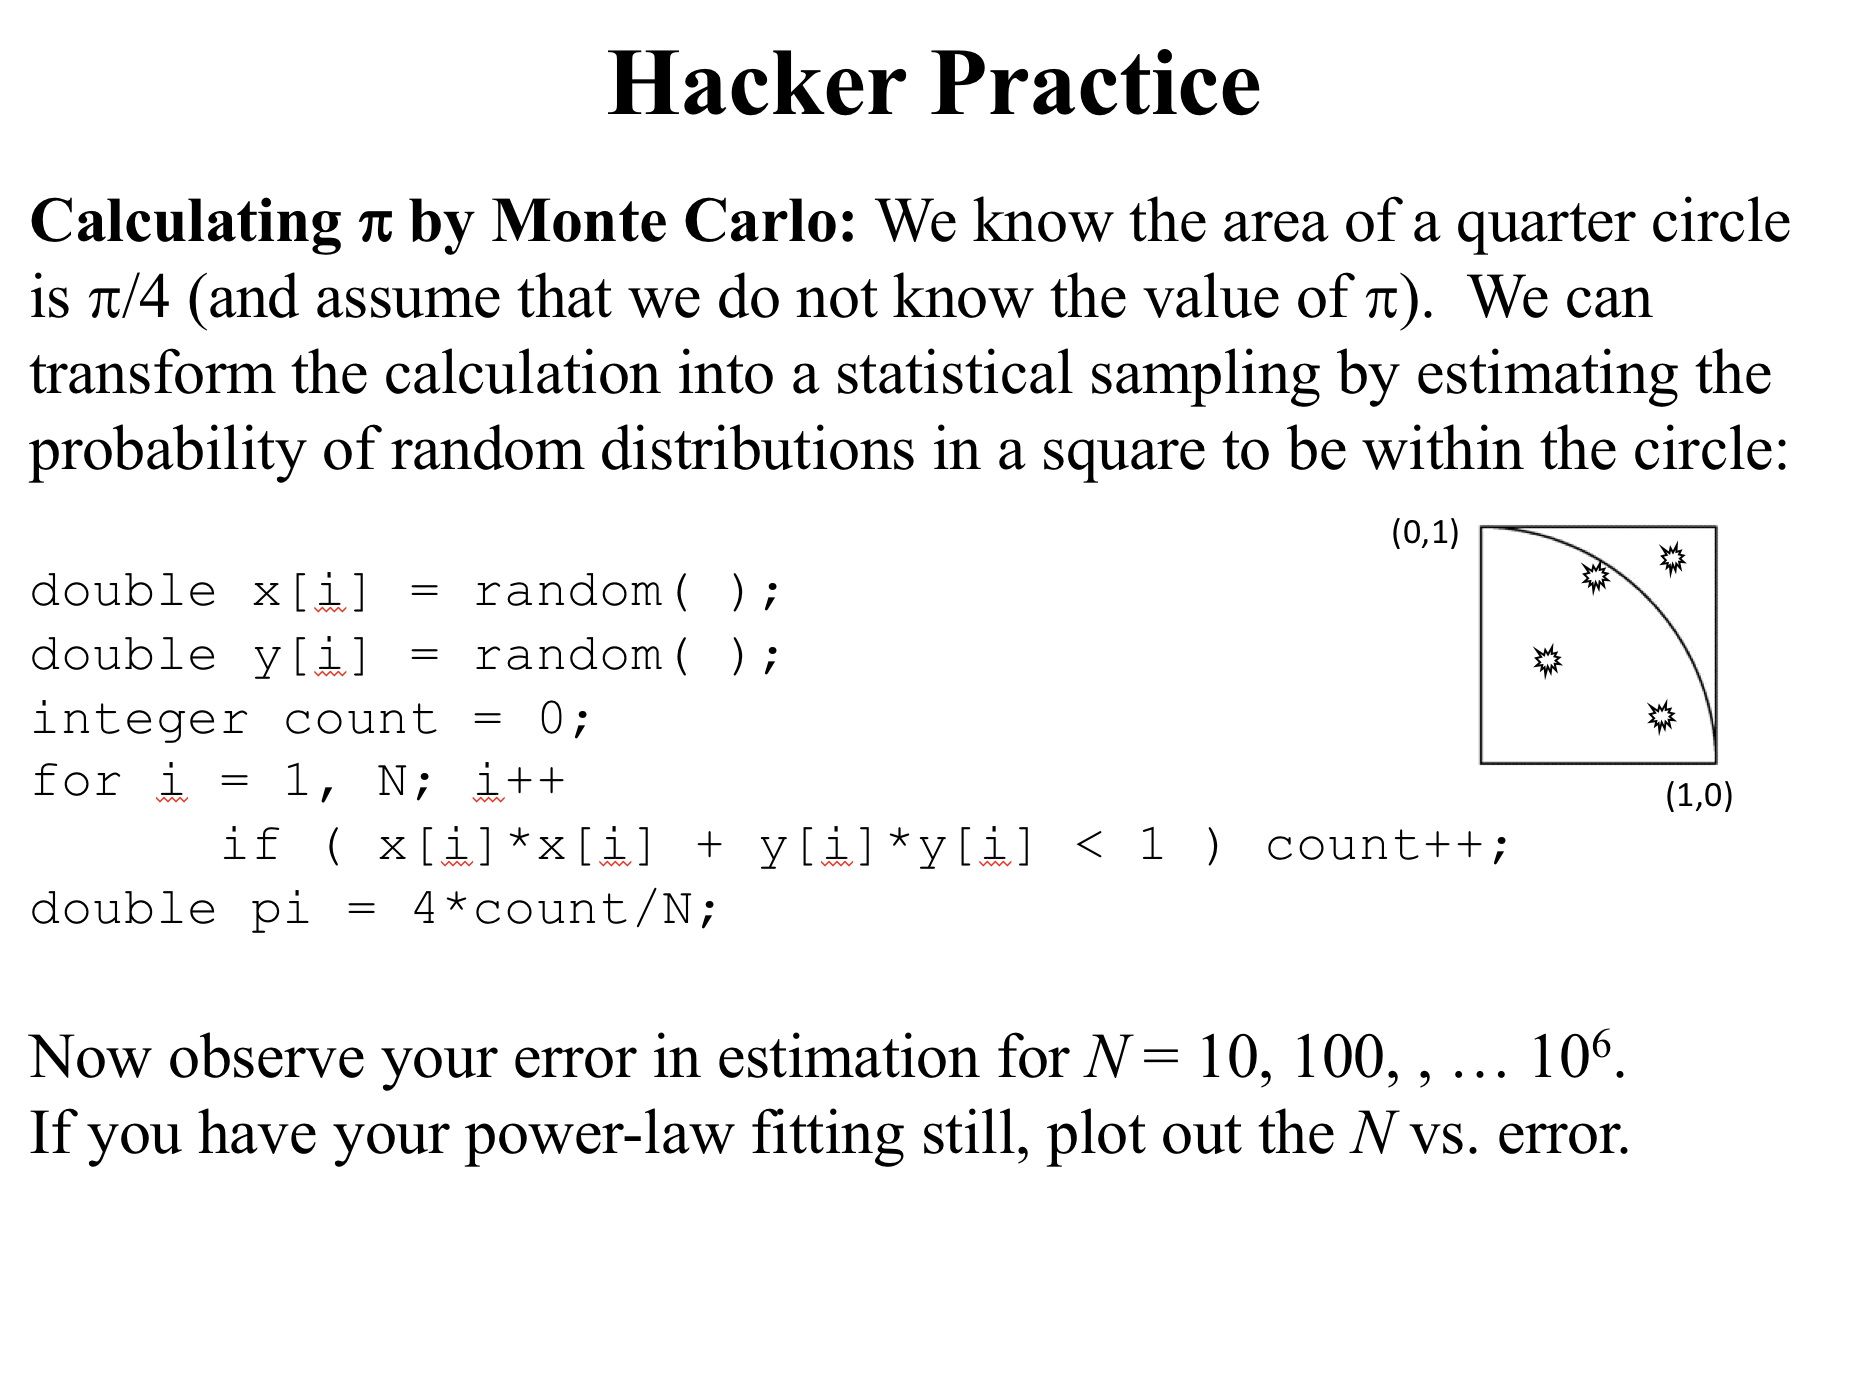 Hacker Practice
Calculating π by Monte Carlo: We know the area of a quarter circle
is π/4 (and assume that we do not know the value of π).  We can
transform the calculation into a statistical sampling by estimating the
probability of random distributions in a square to be within the circle:
(0,1)
double x[i] = random( );
double y[i] = random( );
integer count = 0;
for i = 1, N; i++
(1,0)
if ( x[i]*x[i] + y[i]*y[i] < 1 ) count++;
double pi = 4*count/N;
Now observe your error in estimation for N = 10, 100, , … 10⁶.
If you have your power-law fitting still, plot out the N vs. error.